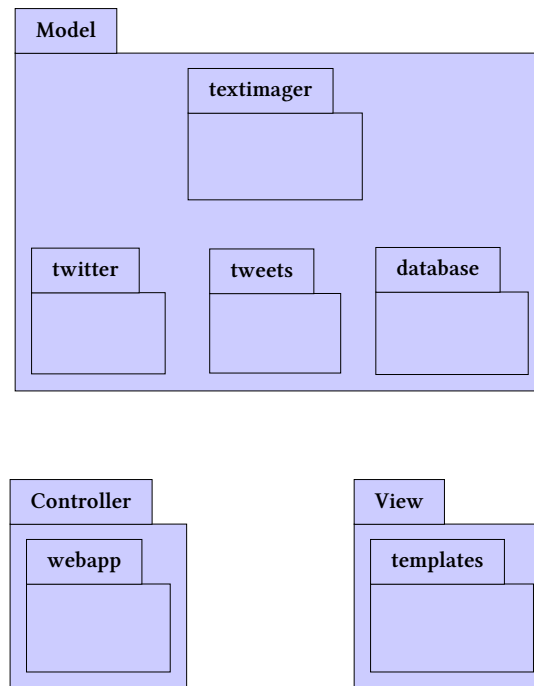 Model
textimager
twitter
tweets
database
Controller
View
webapp
templates